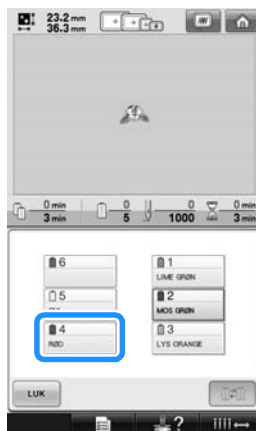 23.2 mm
36.3 mm
0 min
3 min
0
5
0
1000
0 min
3 min
6
1
LIME GRØN
5
2
MOS GRØN
4
3
RØD
LYS ORANGE
LUK
?